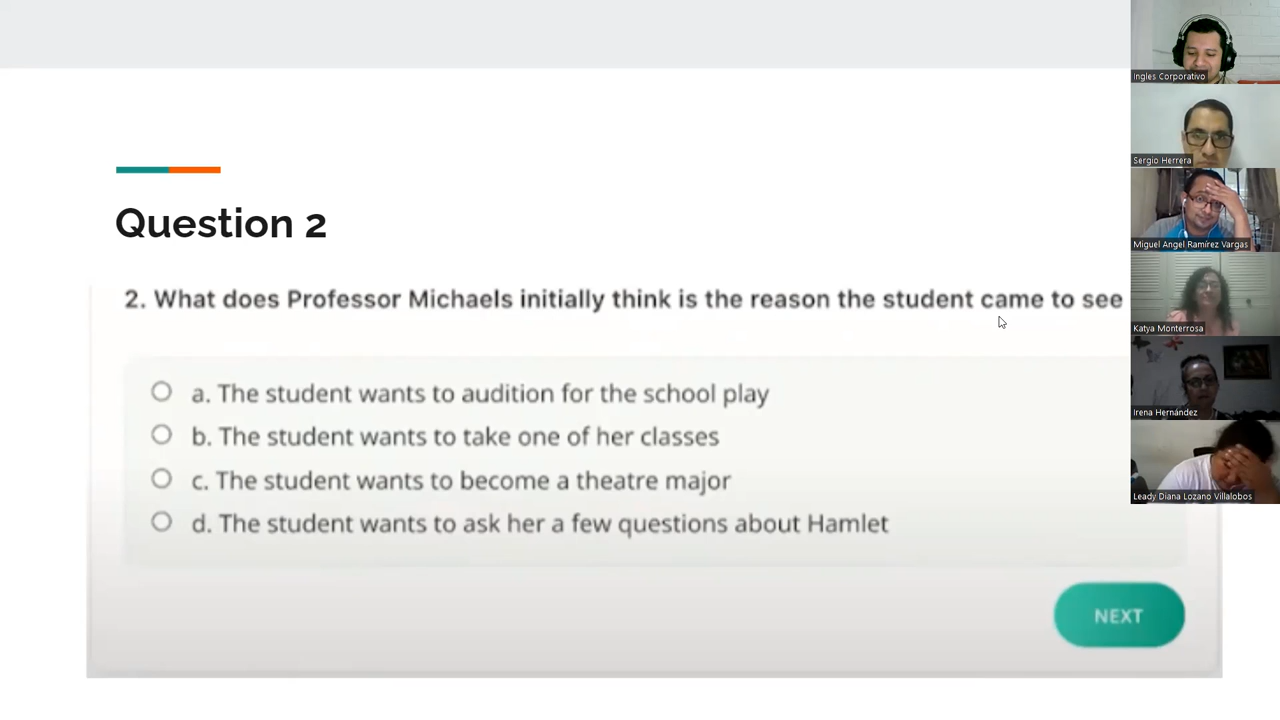 Question 2
2. What does Professor Michaels initially think is the reason the student came to see
a. The student wants to audition for the school play
b. The student wants to take one of her classes
c. The student wants to become a theatre major
d. The student wants to ask her a few questions about Hamlet
NEXT
Ingles Corporativo
Sergio Herrera
Miguel Angel Ramírez Vargas
Katya Monterrosa
Irena Hernández
Leady Diana Lozano Villalobos